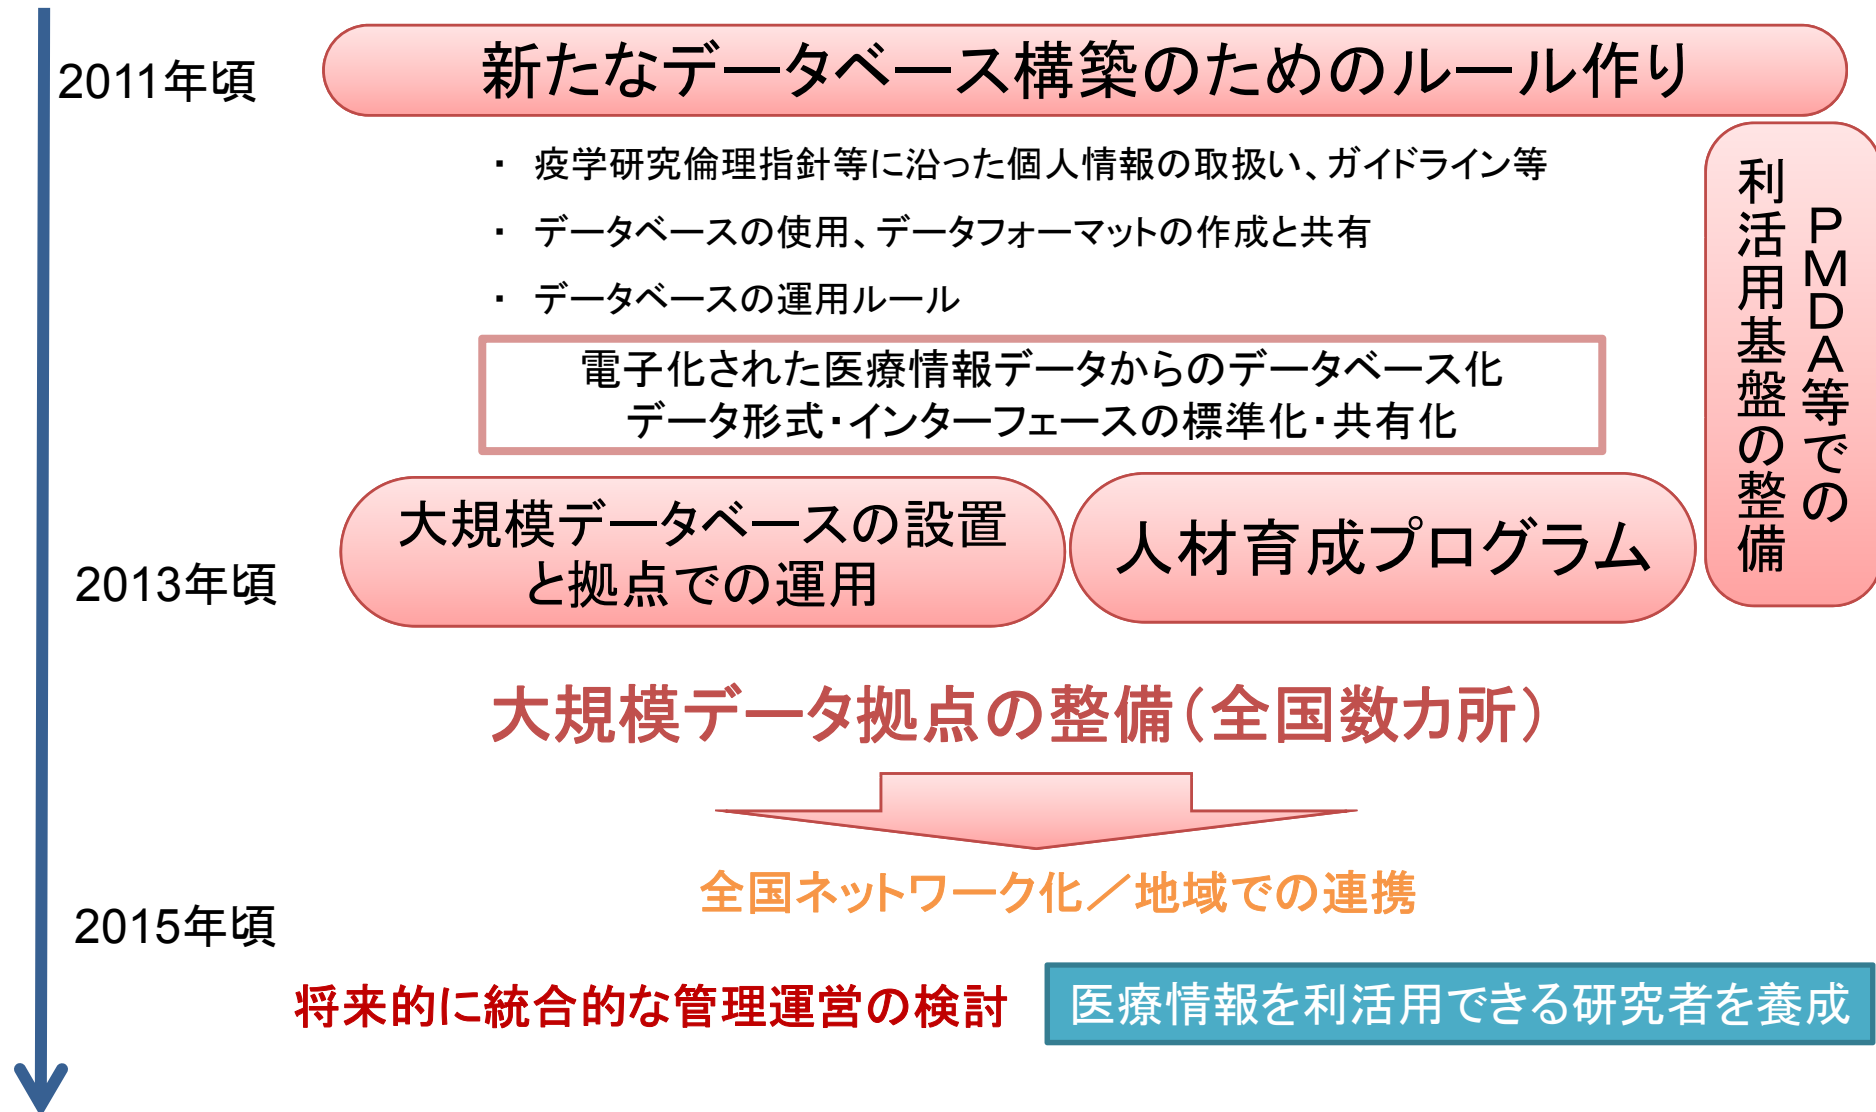 2011年頃
新たなデータベース構築のためのルール作り
・ 疫学研究倫理指針等に沿った個人情報の取扱い、ガイドライン等
・ データベースの使用、データフォーマットの作成と共有
・ データベースの運用ルール
電子化された医療情報データからのデータベース化
データ形式・インターフェースの標準化・共有化
ＰＭＤＡ等での
利活用基盤の整備
2013年頃
大規模データベースの設置
と拠点での運用
人材育成プログラム
大規模データ拠点の整備（全国数カ所）
全国ネットワーク化／地域での連携
2015年頃
将来的に統合的な管理運営の検討
医療情報を利活用できる研究者を養成